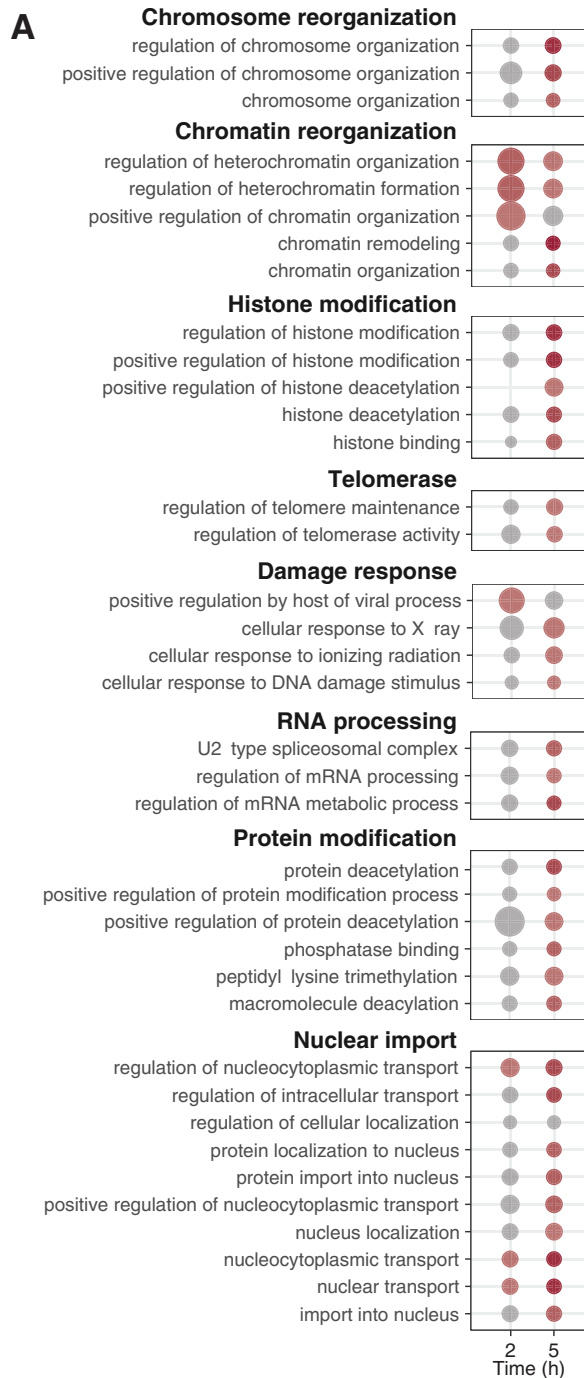 A
Chromosome reorganization
regulation of chromosome organization
positive regulation of chromosome organization
chromosome organization
Chromatin reorganization
regulation of heterochromatin organization
regulation of heterochromatin formation
positive regulation of chromatin organization
chromatin remodeling
chromatin organization
Histone modification
regulation of histone modification
positive regulation of histone modification
positive regulation of histone deacetylation
histone deacetylation
histone binding
Telomerase
regulation of telomere maintenance
regulation of telomerase activity
Damage response
positive regulation by host of viral process
cellular response to X ray
cellular response to ionizing radiation
cellular response to DNA damage stimulus
RNA processing
U2 type spliceosomal complex
regulation of mRNA processing
regulation of mRNA metabolic process
Protein modification
protein deacetylation
positive regulation of protein modification process
positive regulation of protein deacetylation
phosphatase binding
peptidyl lysine trimethylation
macromolecule deacylation
Nuclear import
regulation of nucleocytoplasmic transport
regulation of intracellular transport
regulation of cellular localization
protein localization to nucleus
protein import into nucleus
positive regulation of nucleocytoplasmic transport
nucleus localization
nucleocytoplasmic transport
nuclear transport
import into nucleus
2 5
Time (h)